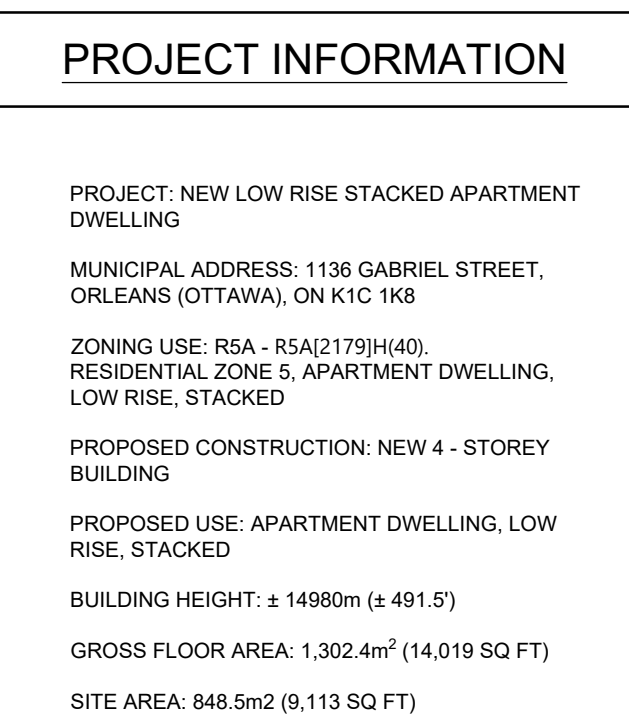 PROJECT INFORMATION
PROJECT: NEW LOW RISE STACKED APARTMENT
DWELLING
MUNICIPAL ADDRESS: 1136 GABRIEL STREET,
ORLEANS (OTTAWA), ON K1C 1K8
ZONING USE: R5A - R5A[2179]H(40).
RESIDENTIAL ZONE 5, APARTMENT DWELLING,
LOW RISE, STACKED
PROPOSED CONSTRUCTION: NEW 4 - STOREY
BUILDING
PROPOSED USE: APARTMENT DWELLING, LOW
RISE, STACKED
BUILDING HEIGHT: ± 14980m (± 491.5')
GROSS FLOOR AREA: 1,302.4m² (14,019 SQ FT)
SITE AREA: 848.5m2 (9,113 SQ FT)